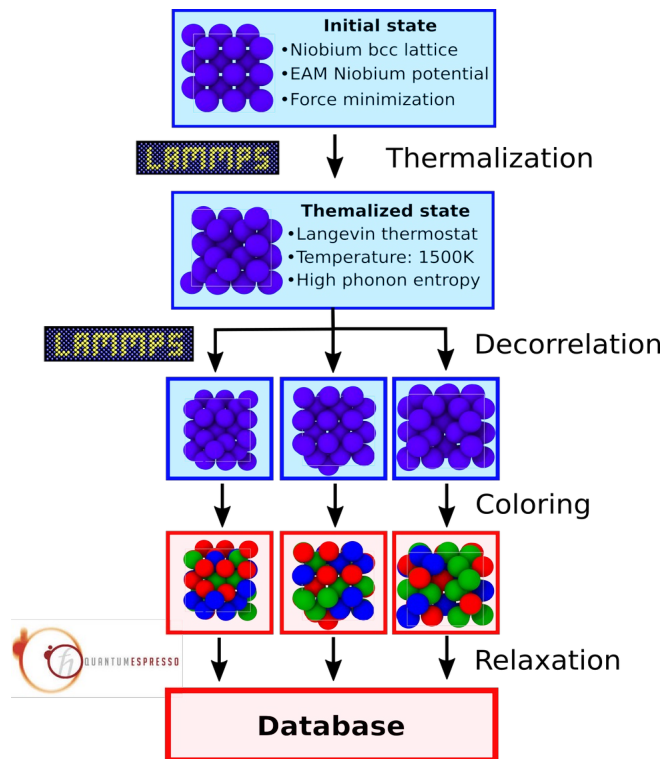 Initial state
•Niobium bcc lattice
•EAM Niobium potential
•Force minimization
LAMMPS
Thermalization
Themalized state
•Langevin thermostat
•Temperature: 1500K
•High phonon entropy
LAMMPS
Decorrelation
Coloring
ħ QUANTUMESPRESSO
Relaxation
Database